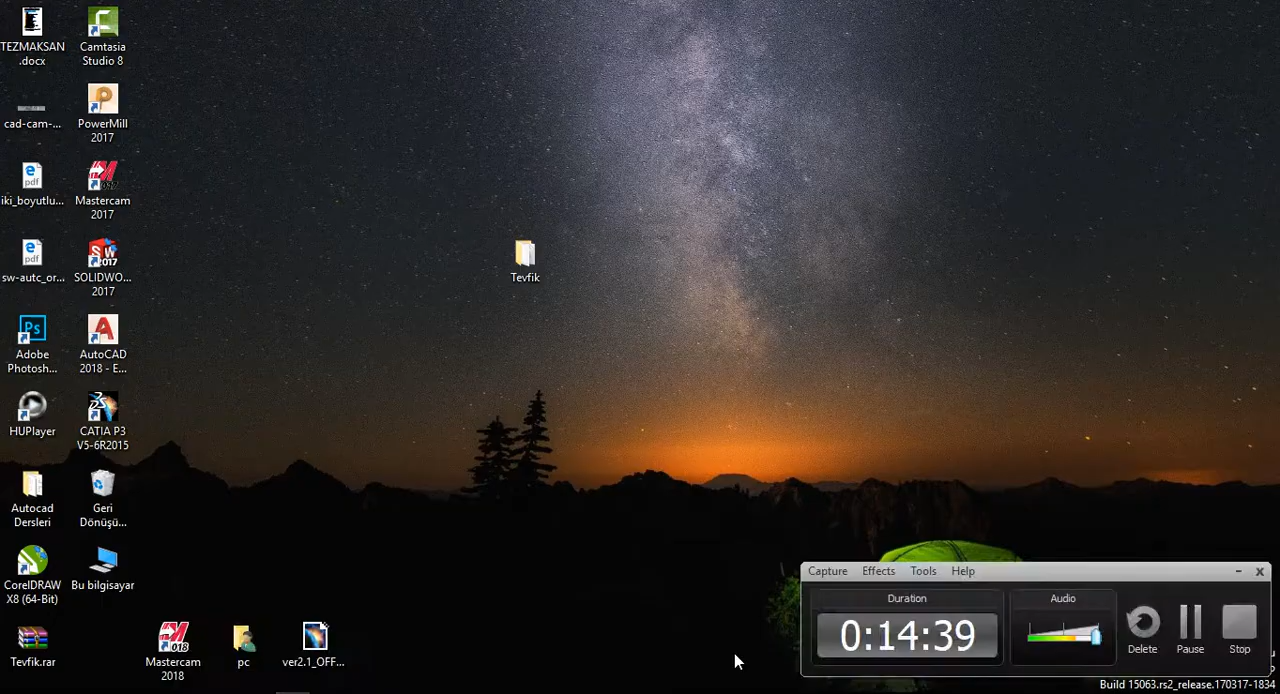 TEZMAKSAN
.docx
Camtasia
Studio 8
cad-cam-...
PowerMill
2017
iki_boyutlu...
Mastercam
2017
sw-autc_or...
SOLIDWO...
2017
Adobe
Photosh...
AutoCAD
2018 - E...
HUPlayer
CATIA P3
V5-6R2015
Autocad
Dersleri
Geri
Dönüşü...
CorelDRAW
X8 (64-Bit)
Bu bilgisayar
Tevfik.rar
Mastercam
2018
pc
ver2.1_OFF...
Tevfik
Capture Effects Tools Help
Duration
0:14:39
Audio
Delete
Pause
Stop
Build 15063.rs2_release.170317-1834